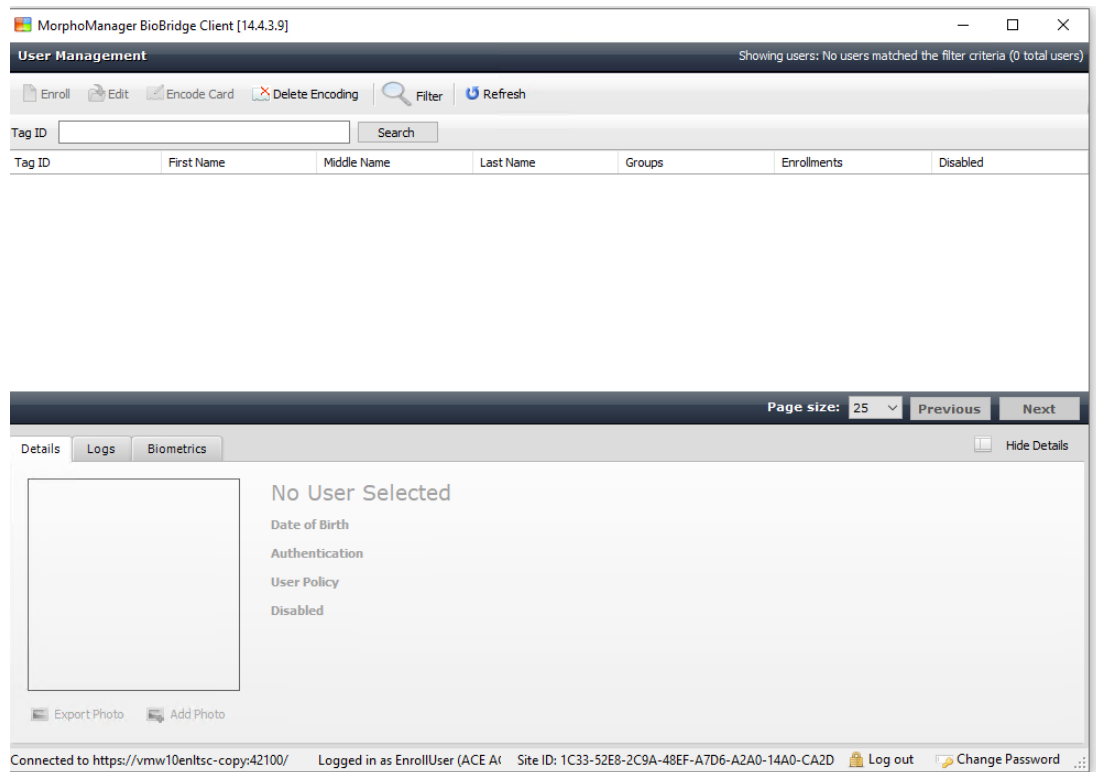 MorphoManager BioBridge Client [14.4.3.9]
User Management Showing users: No users matched the filter criteria (0 total users)
Enroll Edit Encode Card Delete Encoding Filter Refresh
Tag ID Search
Tag ID First Name Middle Name Last Name Groups Enrollments Disabled
Page size: 25 Previous Next
Details Logs Biometrics Hide Details
No User Selected
Date of Birth
Authentication
User Policy
Disabled
Export Photo Add Photo
Connected to https://vmw10enltsc-copy:42100/ Logged in as EnrollUser (ACE A Site ID: 1C33-52E8-2C9A-48EF-A7D6-A2A0-14A0-CA2D Log out Change Password